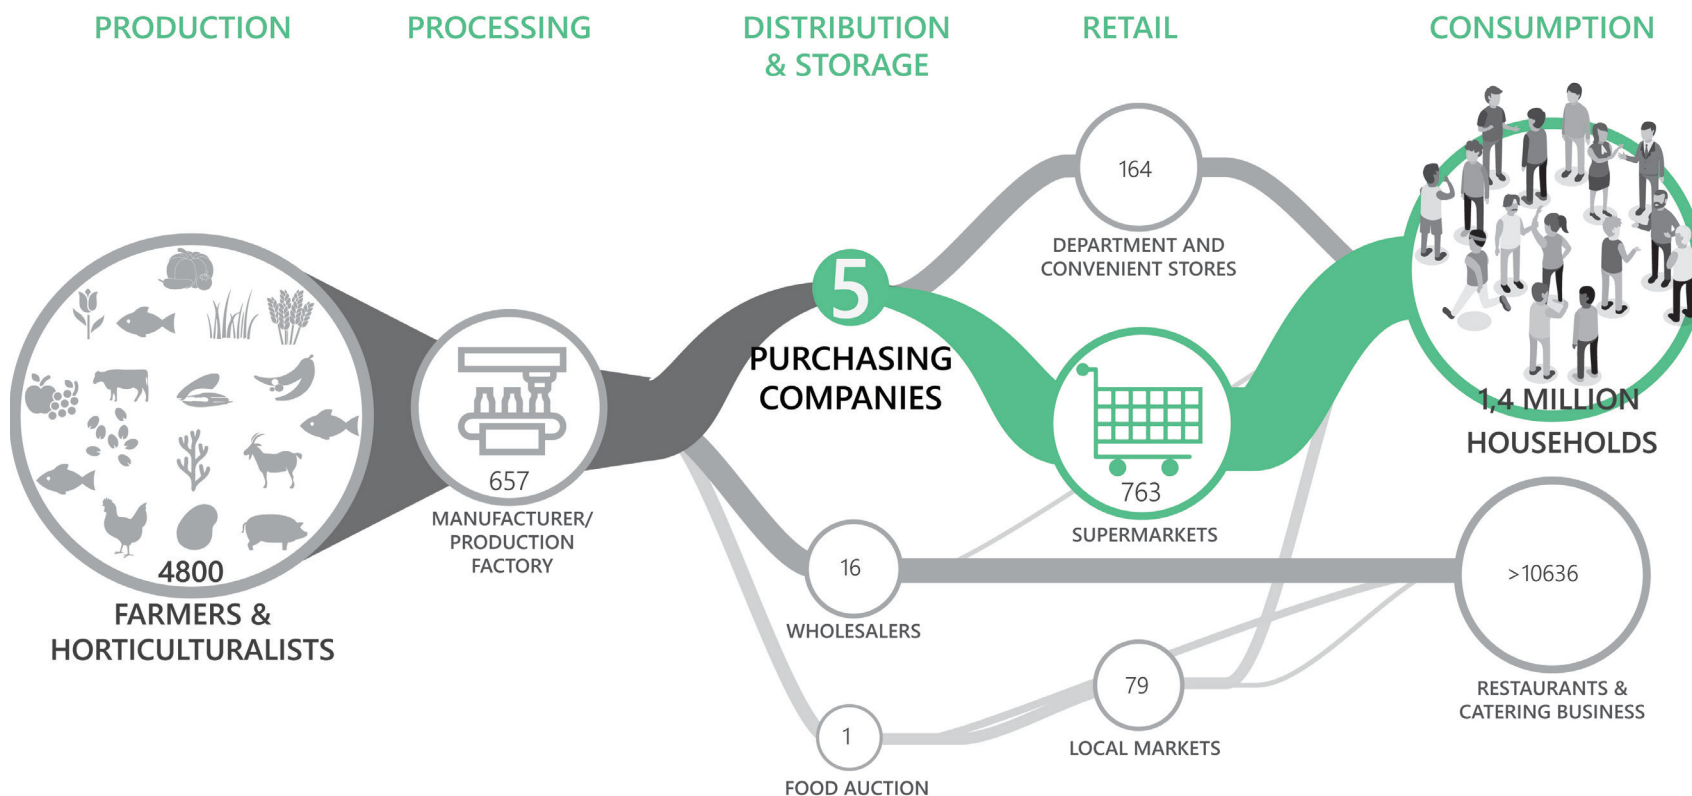 PRODUCTION
PROCESSING
DISTRIBUTION
& STORAGE
RETAIL
CONSUMPTION
4800
FARMERS &
HORTICULTURALISTS
657
MANUFACTURER/
PRODUCTION
FACTORY
5
PURCHASING
COMPANIES
16
WHOLESALERS
1
FOOD AUCTION
164
DEPARTMENT AND
CONVENIENT STORES
763
SUPERMARKETS
79
LOCAL MARKETS
1,4 MILLION
HOUSEHOLDS
>10636
RESTAURANTS &
CATERING BUSINESS